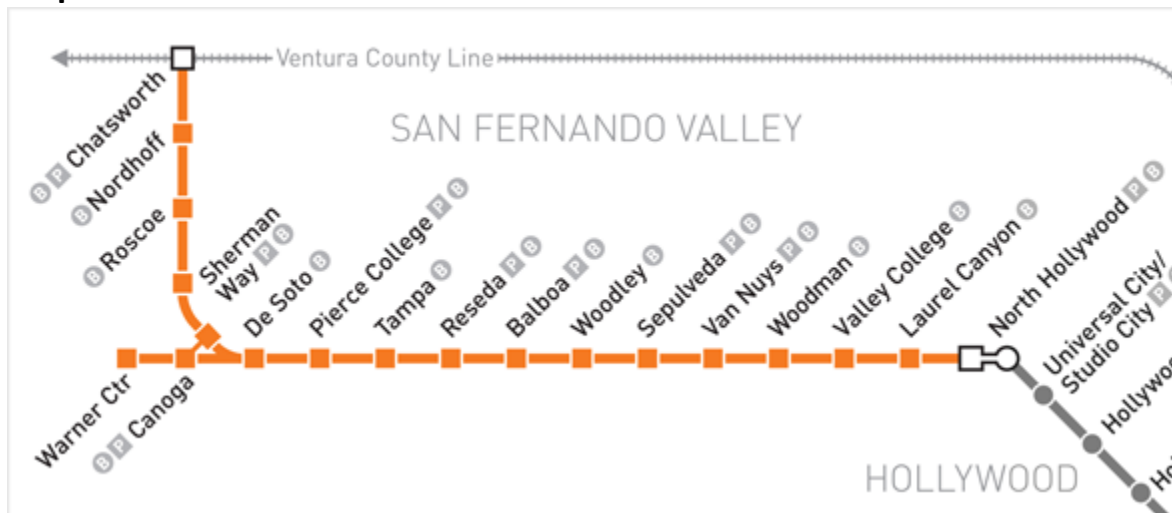 Ventura County Line
SAN FERNANDO VALLEY
B P Chatsworth
B Nordhoff
B Roscoe
Sherman
Way P B
De Soto B
Pierce College P B
Tampa B
Reseda P B
Balboa P B
Woodley B
Sepulveda P B
Van Nuys P B
Woodman B
Valley College B
Laurel Canyon B
North Hollywood P B
Universal City/
Studio City P
Warner Ctr
B P Canoga
HOLLYWOOD